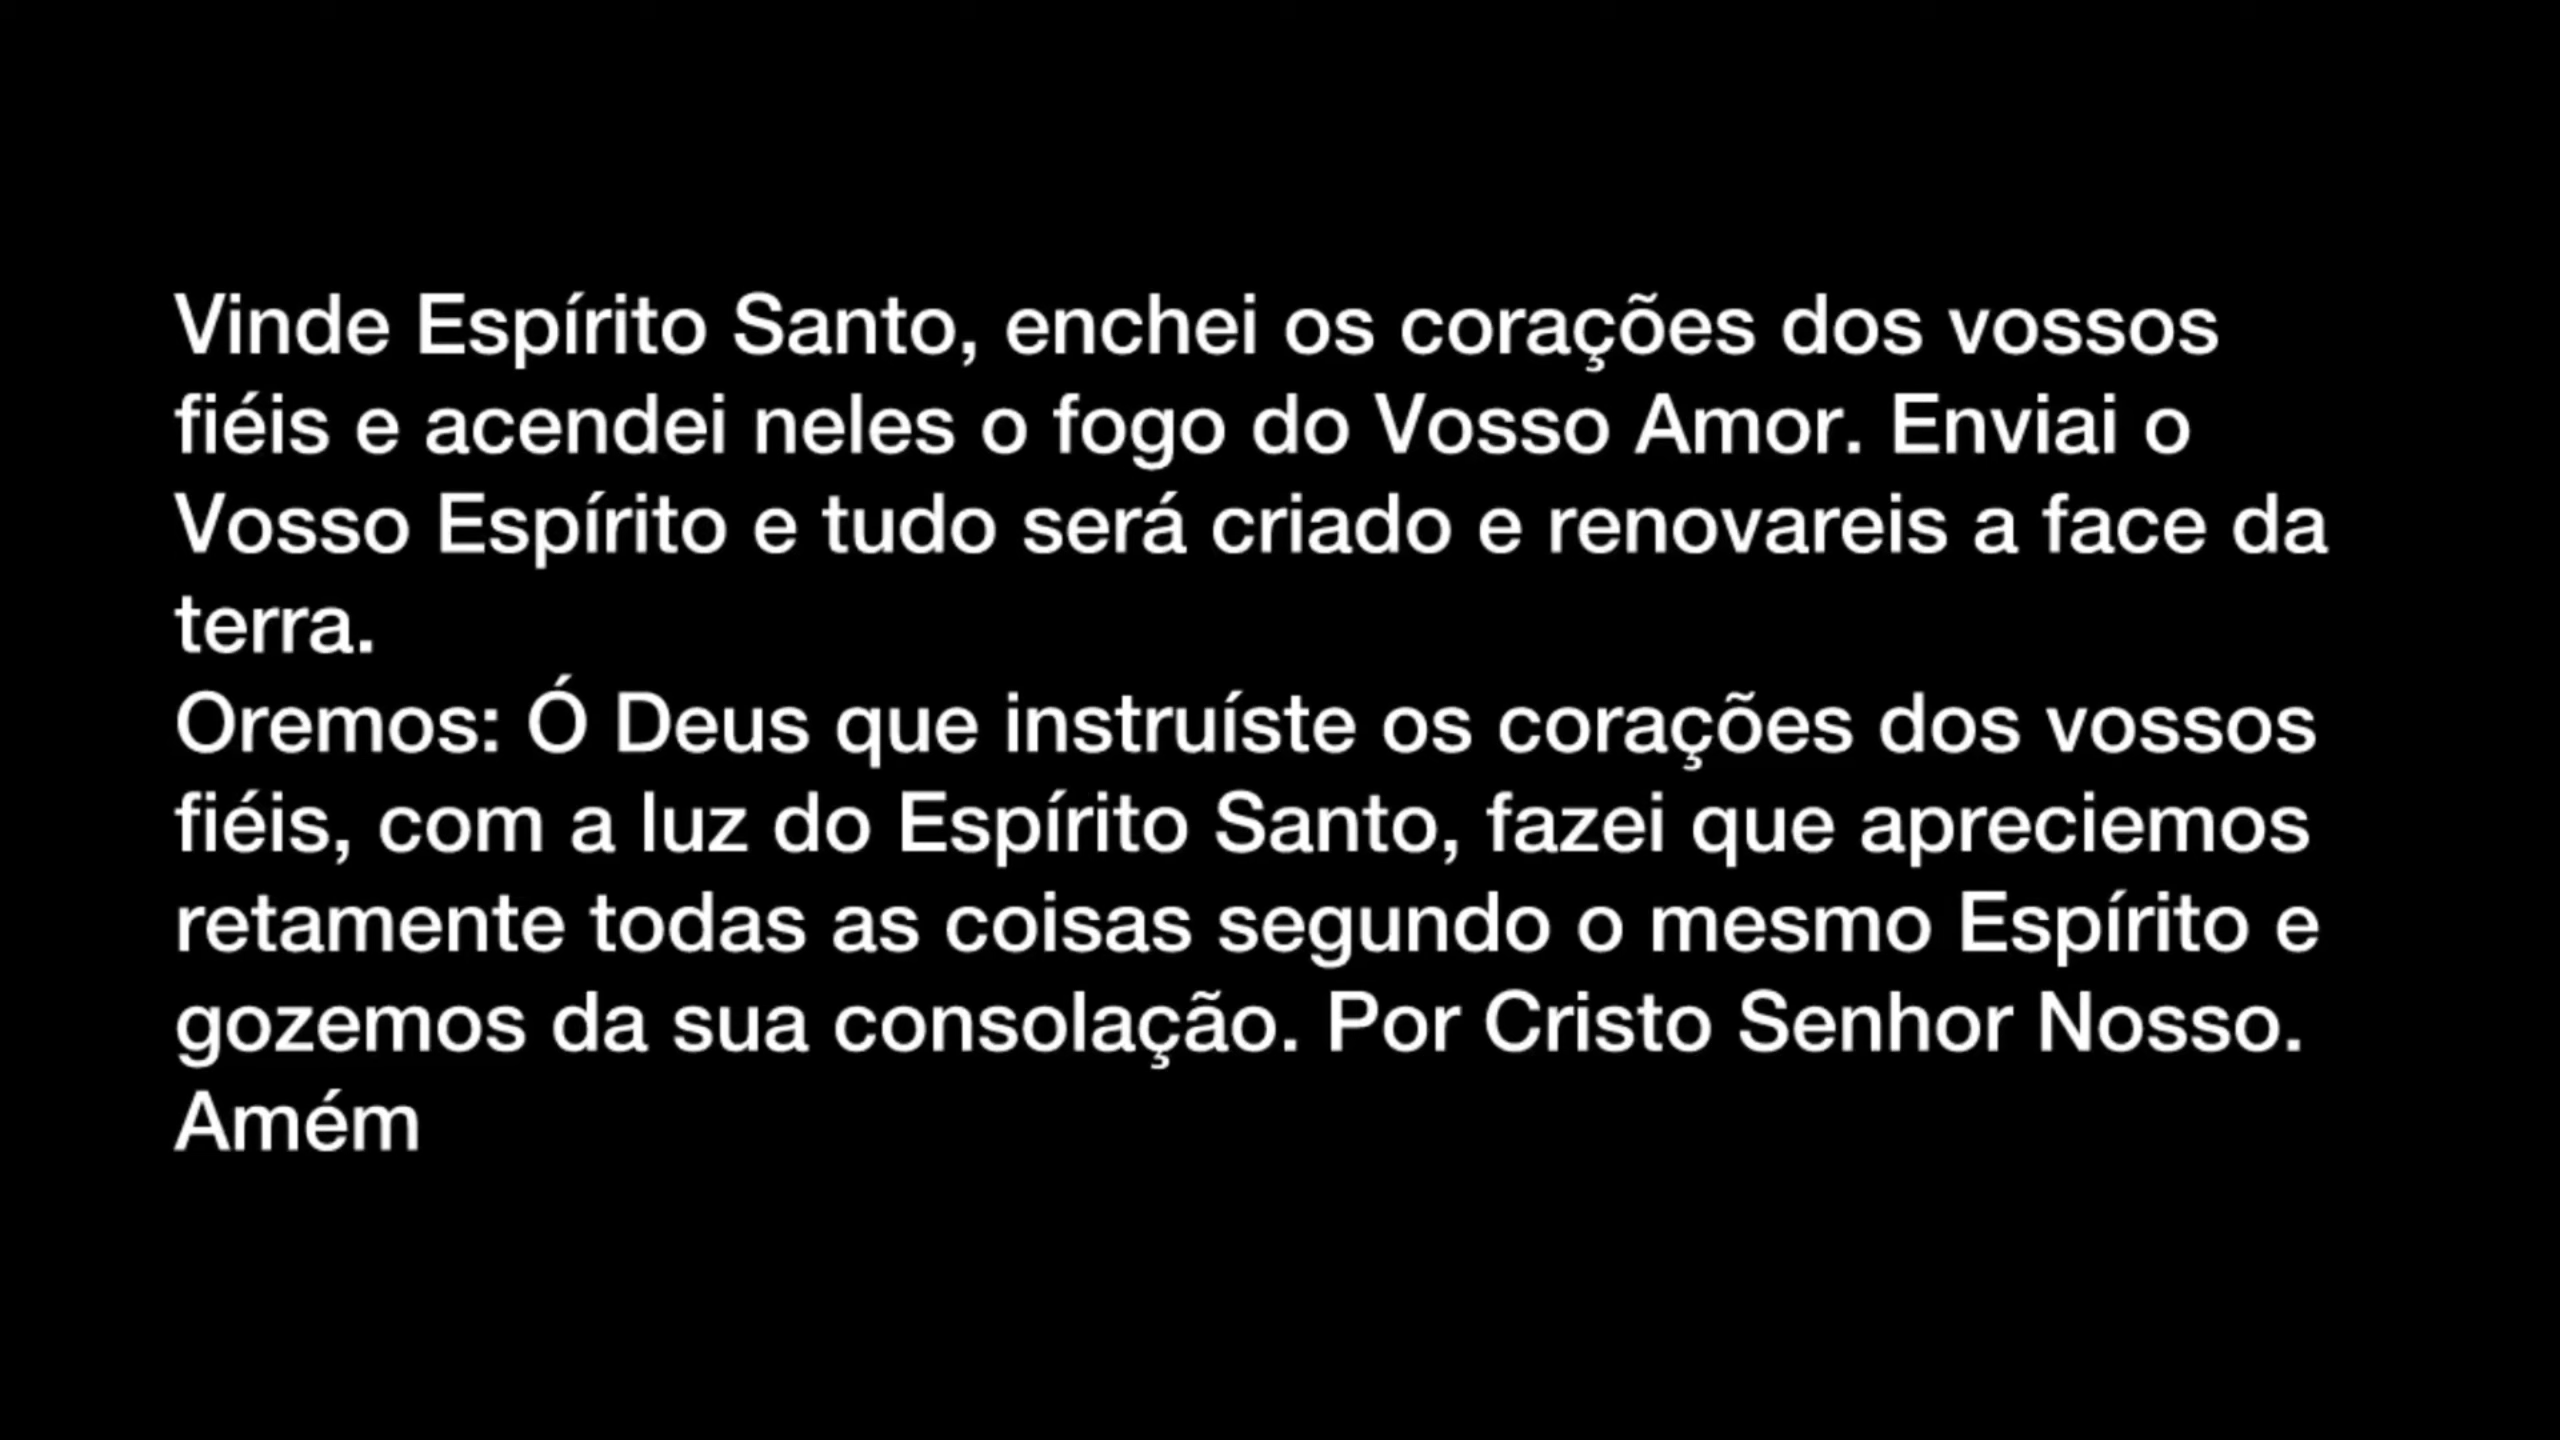 Vinde Espírito Santo, enchei os corações dos vossos
fiéis e acendei neles o fogo do Vosso Amor. Enviai o
Vosso Espírito e tudo será criado e renovareis a face da
terra.
Oremos: Ó Deus que instruíste os corações dos vossos
fiéis, com a luz do Espírito Santo, fazei que apreciemos
retamente todas as coisas segundo o mesmo Espírito e
gozemos da sua consolação. Por Cristo Senhor Nosso.
Amém